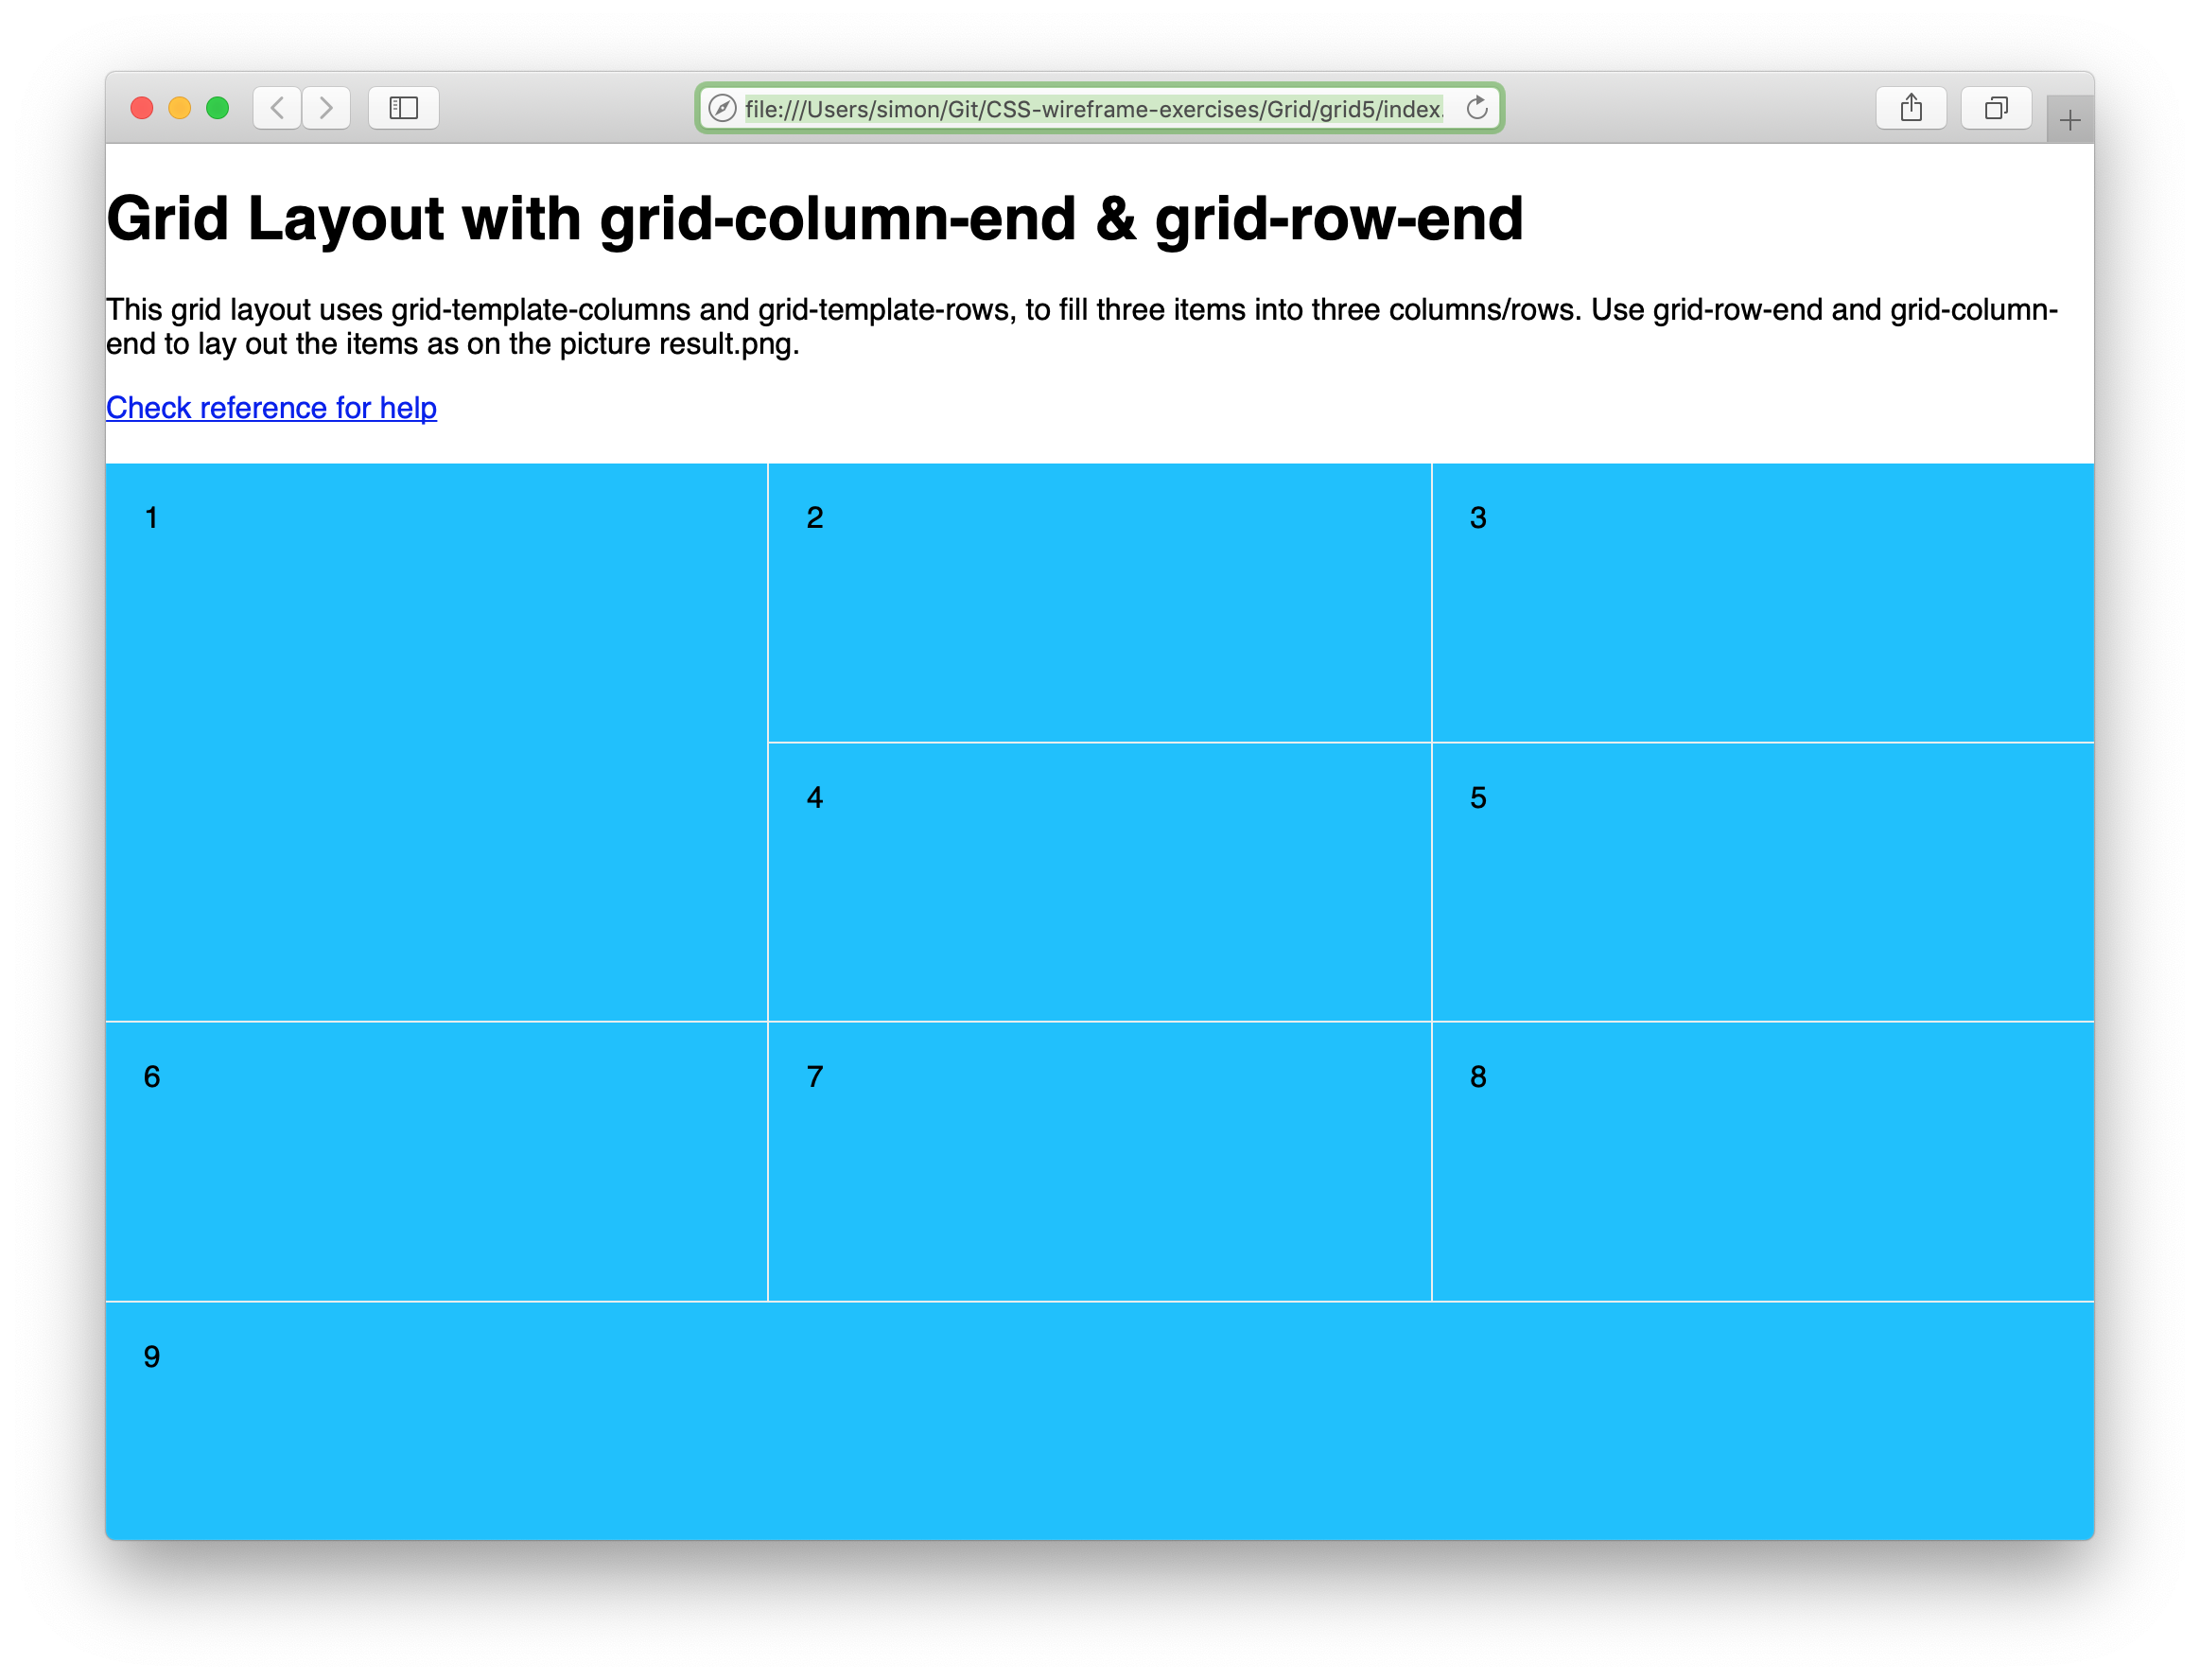 file:///Users/simon/Git/CSS-wireframe-exercises/Grid/grid5/index.
Grid Layout with grid-column-end & grid-row-end
This grid layout uses grid-template-columns and grid-template-rows, to fill three items into three columns/rows. Use grid-row-end and grid-column-
end to lay out the items as on the picture result.png.
Check reference for help
1
2
3
4
5
6
7
8
9